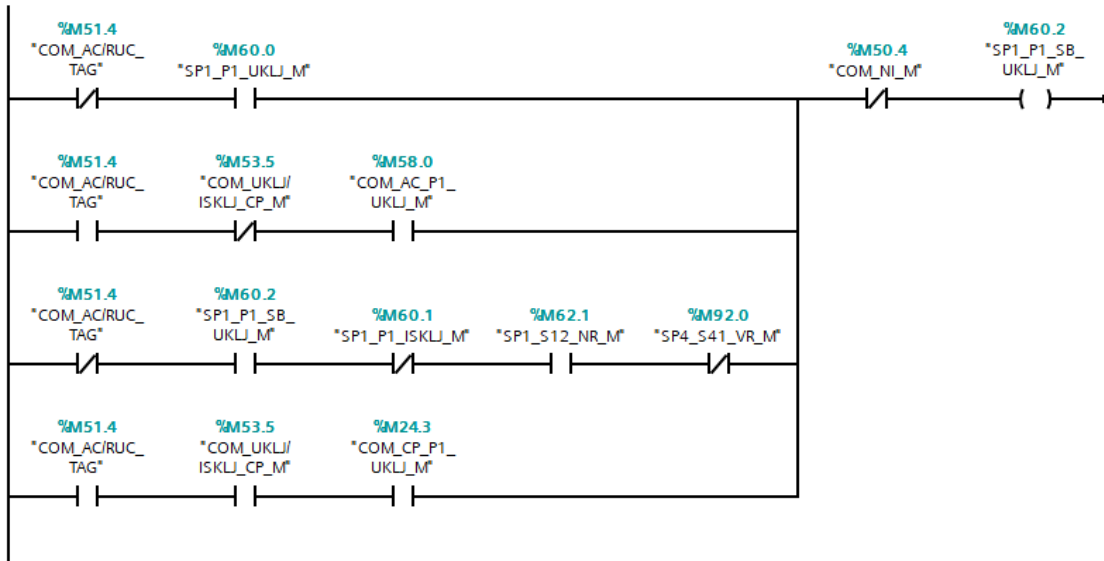 %M51.4
"COM_AC/RUC_
TAG"
%M60.0
"SP1_P1_UKLJ_M"
%M50.4
"COM_NI_M"
%M60.2
"SP1_P1_SB_
UKLJ_M"
%M51.4
"COM_AC/RUC_
TAG"
%M53.5
"COM_UKLJ/
ISKLJ_CP_M"
%M58.0
"COM_AC_P1_
UKLJ_M"
%M51.4
"COM_AC/RUC_
TAG"
%M60.2
"SP1_P1_SB_
UKLJ_M"
%M60.1
"SP1_P1_ISKLJ_M"
%M62.1
"SP1_S12_NR_M"
%M92.0
"SP4_S41_VR_M"
%M51.4
"COM_AC/RUC_
TAG"
%M53.5
"COM_UKLJ/
ISKLJ_CP_M"
%M24.3
"COM_CP_P1_
UKLJ_M"